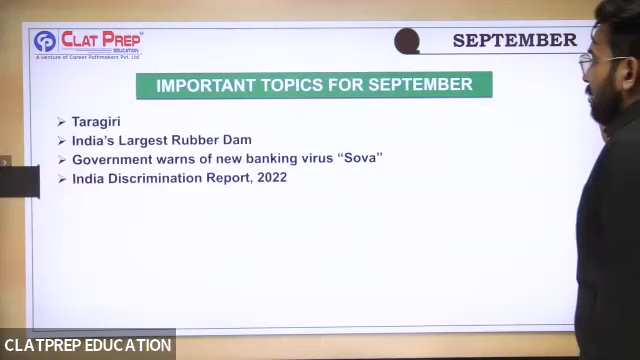 CP CLAT PREP
EDUCATION
A venture of Career Pathmakers Pvt. Ltd.
SEPTEMBER
IMPORTANT TOPICS FOR SEPTEMBER
Taragiri
India's Largest Rubber Dam
Government warns of new banking virus “Sova”
India Discrimination Report, 2022
CLATPREP EDUCATION